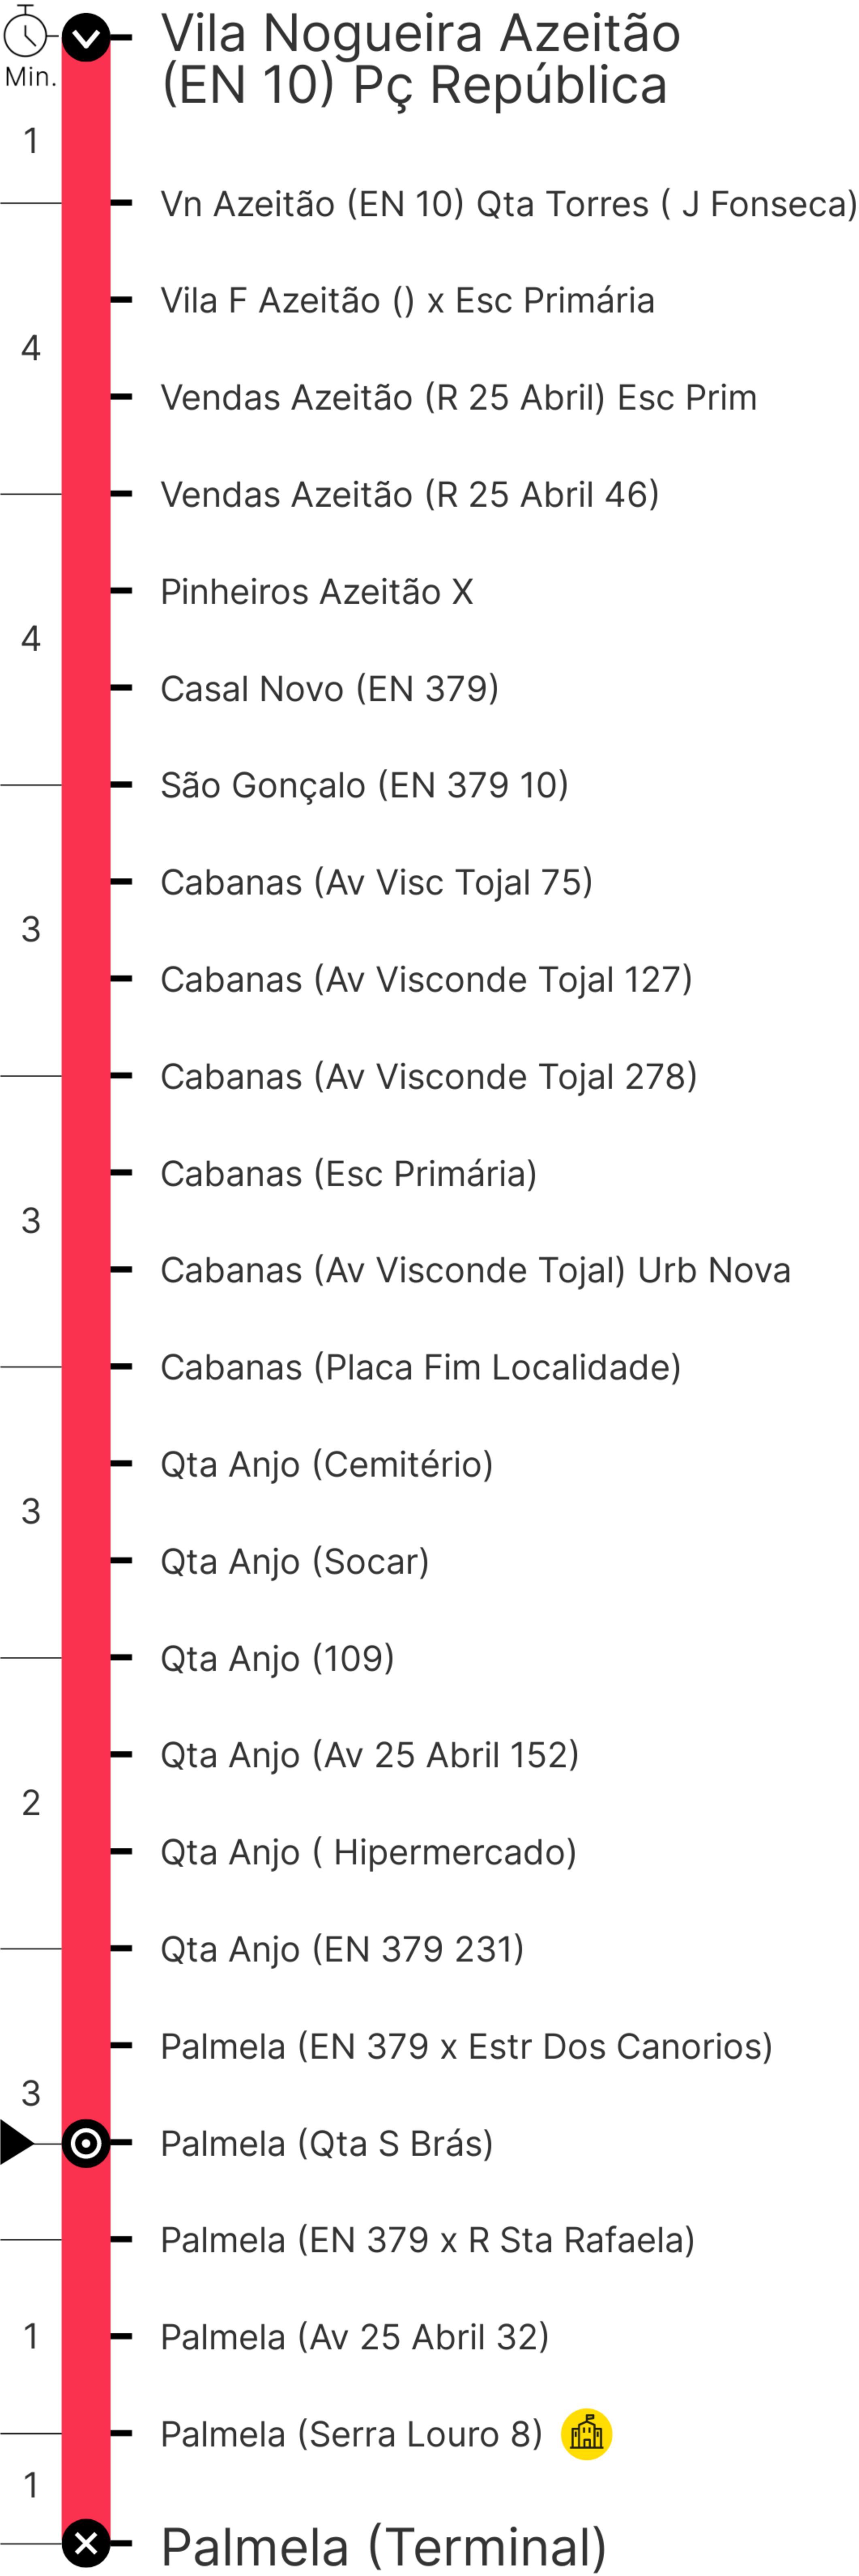 Vila Nogueira Azeitão
(EN 10) Pç República
Min.
1
Vn Azeitão (EN 10) Qta Torres ( J Fonseca)
Vila F Azeitão () x Esc Primária
4
Vendas Azeitão (R 25 Abril) Esc Prim
Vendas Azeitão (R 25 Abril 46)
Pinheiros Azeitão X
4
Casal Novo (EN 379)
São Gonçalo (EN 379 10)
Cabanas (Av Visc Tojal 75)
3
Cabanas (Av Visconde Tojal 127)
Cabanas (Av Visconde Tojal 278)
Cabanas (Esc Primária)
3
Cabanas (Av Visconde Tojal) Urb Nova
Cabanas (Placa Fim Localidade)
Qta Anjo (Cemitério)
3
Qta Anjo (Socar)
Qta Anjo (109)
Qta Anjo (Av 25 Abril 152)
2
Qta Anjo ( Hipermercado)
Qta Anjo (EN 379 231)
Palmela (EN 379 x Estr Dos Canorios)
3
Palmela (Qta S Brás)
Palmela (EN 379 x R Sta Rafaela)
1
Palmela (Av 25 Abril 32)
Palmela (Serra Louro 8)
1
Palmela (Terminal)